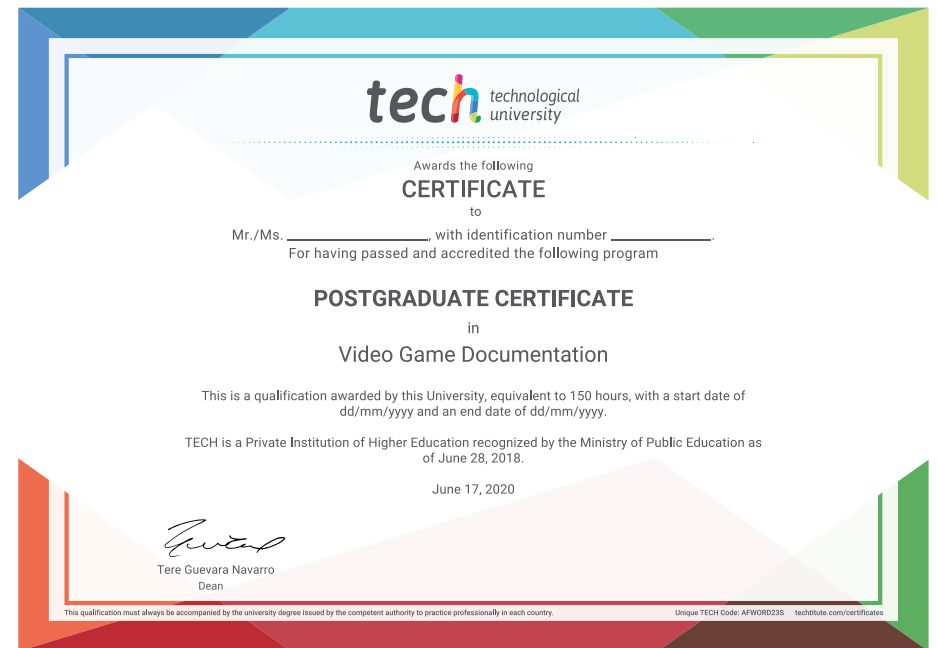 tech technological
university
Awards the following
CERTIFICATE
to
Mr./Ms. ____________________, with identification number ______________.
For having passed and accredited the following program
POSTGRADUATE CERTIFICATE
in
Video Game Documentation
This is a qualification awarded by this University, equivalent to 150 hours, with a start date of
dd/mm/yyyy and an end date of dd/mm/yyyy.
TECH is a Private Institution of Higher Education recognized by the Ministry of Public Education as
of June 28, 2018.
June 17, 2020
Tere Guevara Navarro
Dean
This qualification must always be accompanied by the university degree issued by the competent authority to practice professionally in each country.
Unique TECH Code: AFWORD23S techtitute.com/certificates